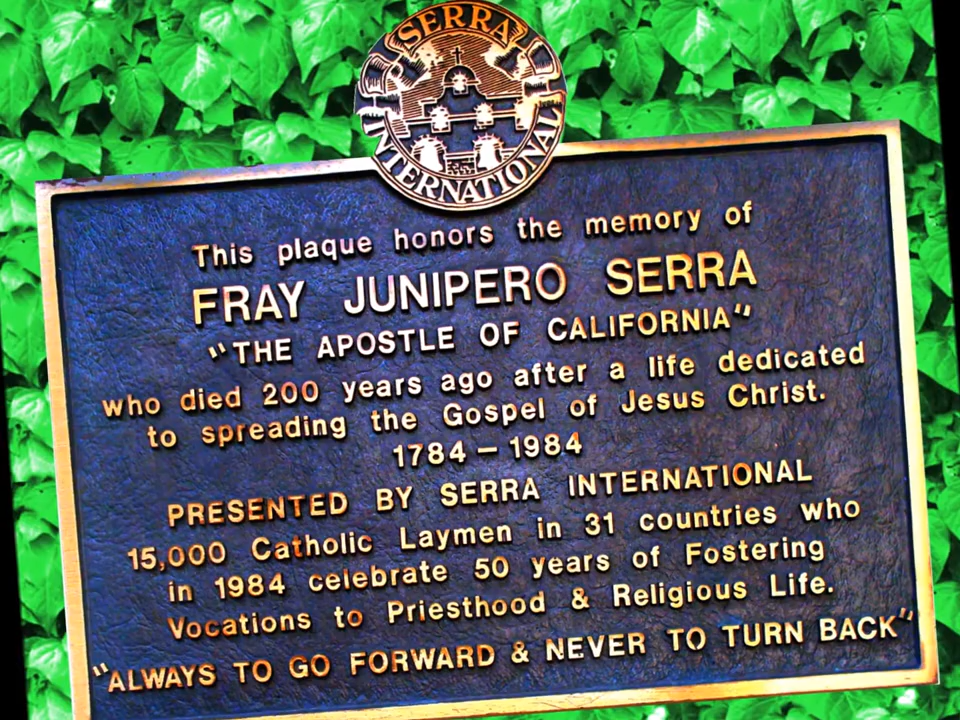 SERRA
INTERNATIONAL
This plaque honors the memory of
FRAY JUNIPERO SERRA
"THE APOSTLE OF CALIFORNIA"
who died 200 years ago after a life dedicated
to spreading the Gospel of Jesus Christ.
1784 – 1984
PRESENTED BY SERRA INTERNATIONAL
15,000 Catholic Laymen in 31 countries who
in 1984 celebrate 50 years of Fostering
Vocations to Priesthood & Religious Life.
"ALWAYS TO GO FORWARD & NEVER TO TURN BACK"